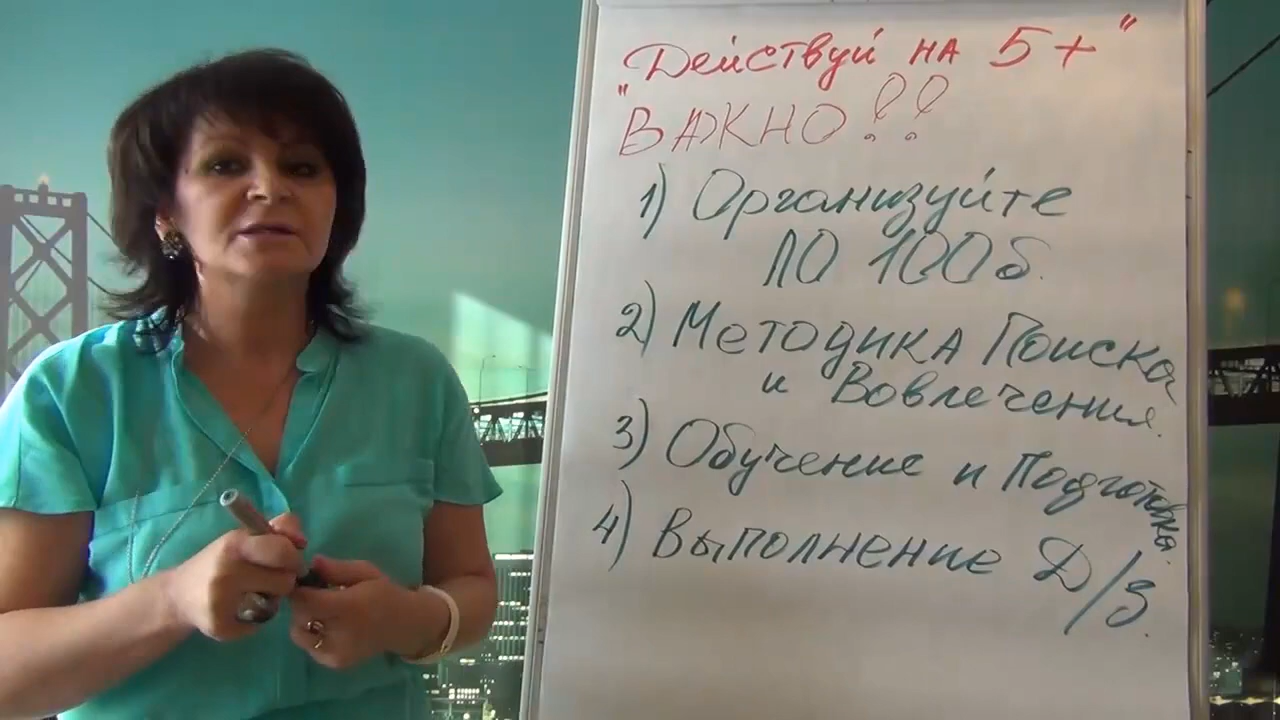 "Действуй на 5+"
ВАЖНО!!
1) Организуйте
ЛО 100б.
2) Методика Поиска
и Вовлечения.
3) Обучение и Подготовка.
4) Выполнение Д/З.